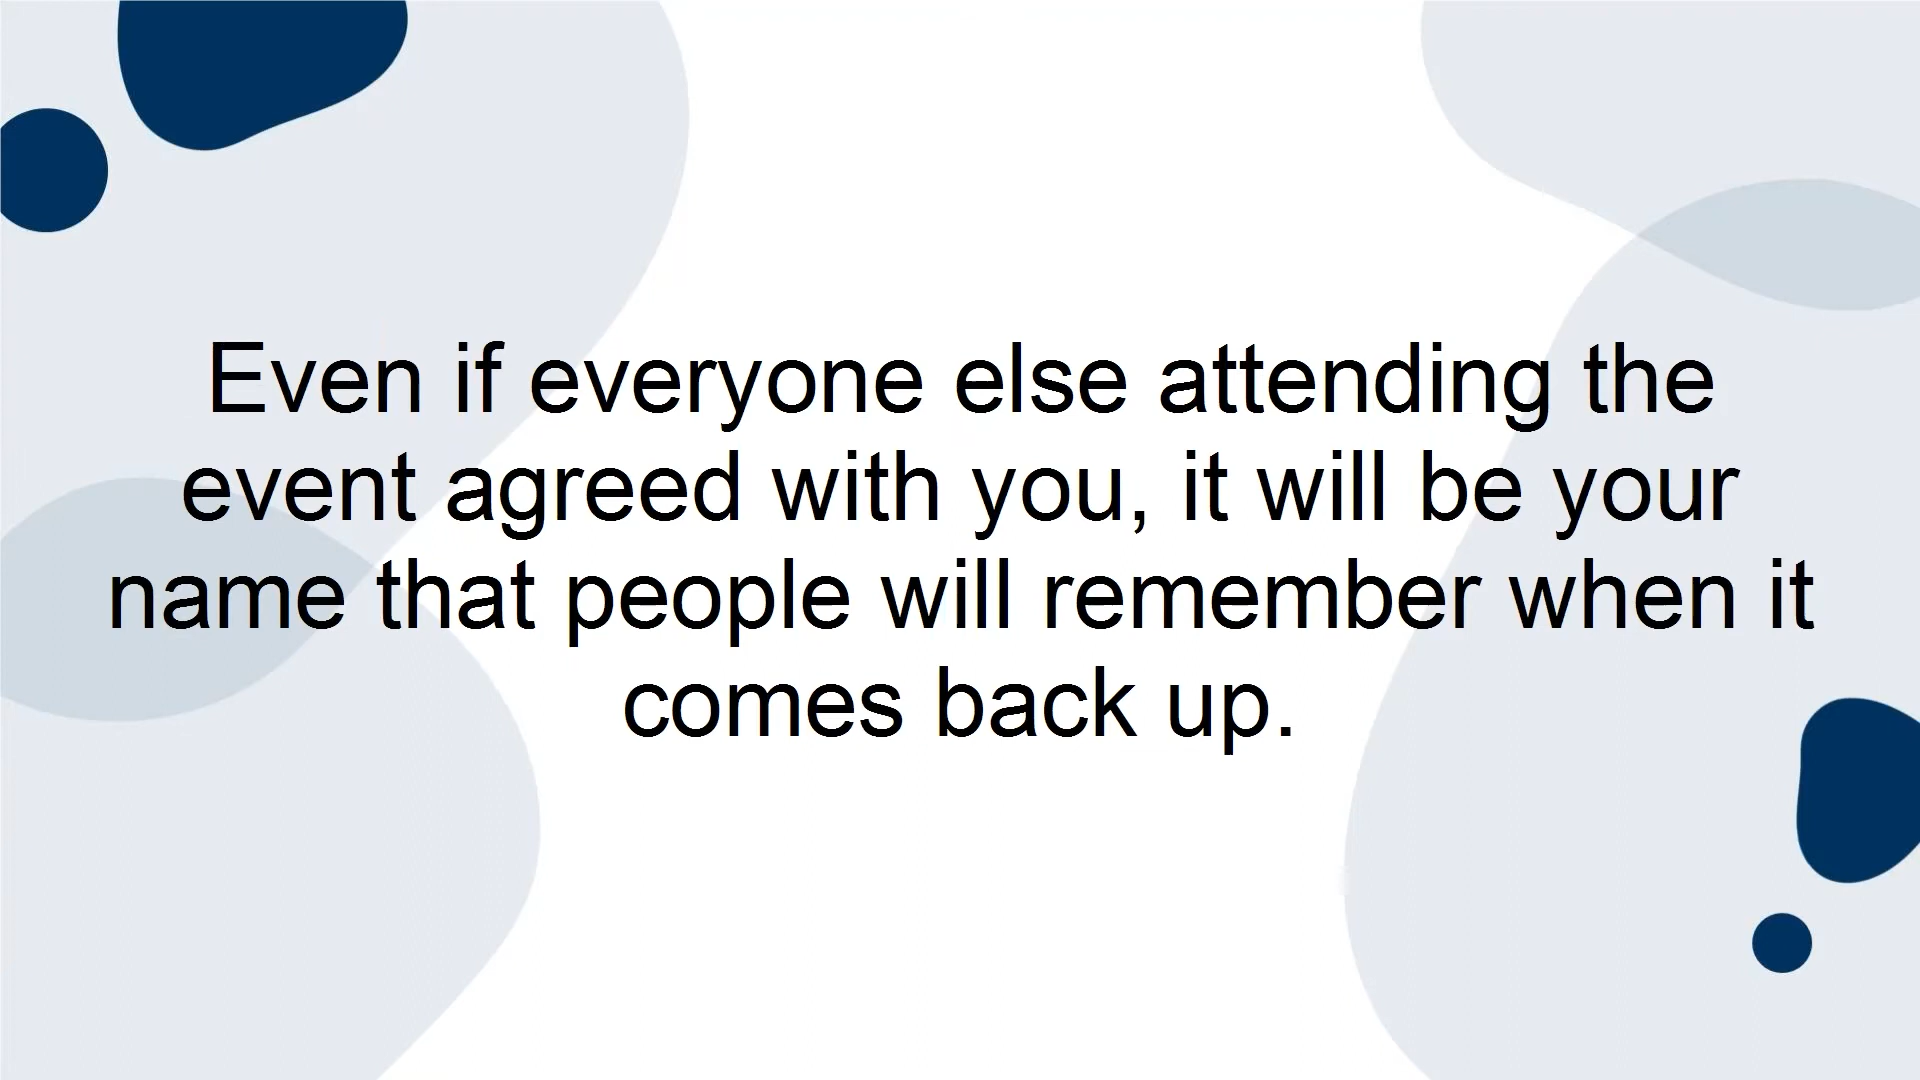 Even if everyone else attending the
event agreed with you, it will be your
name that people will remember when it
comes back up.